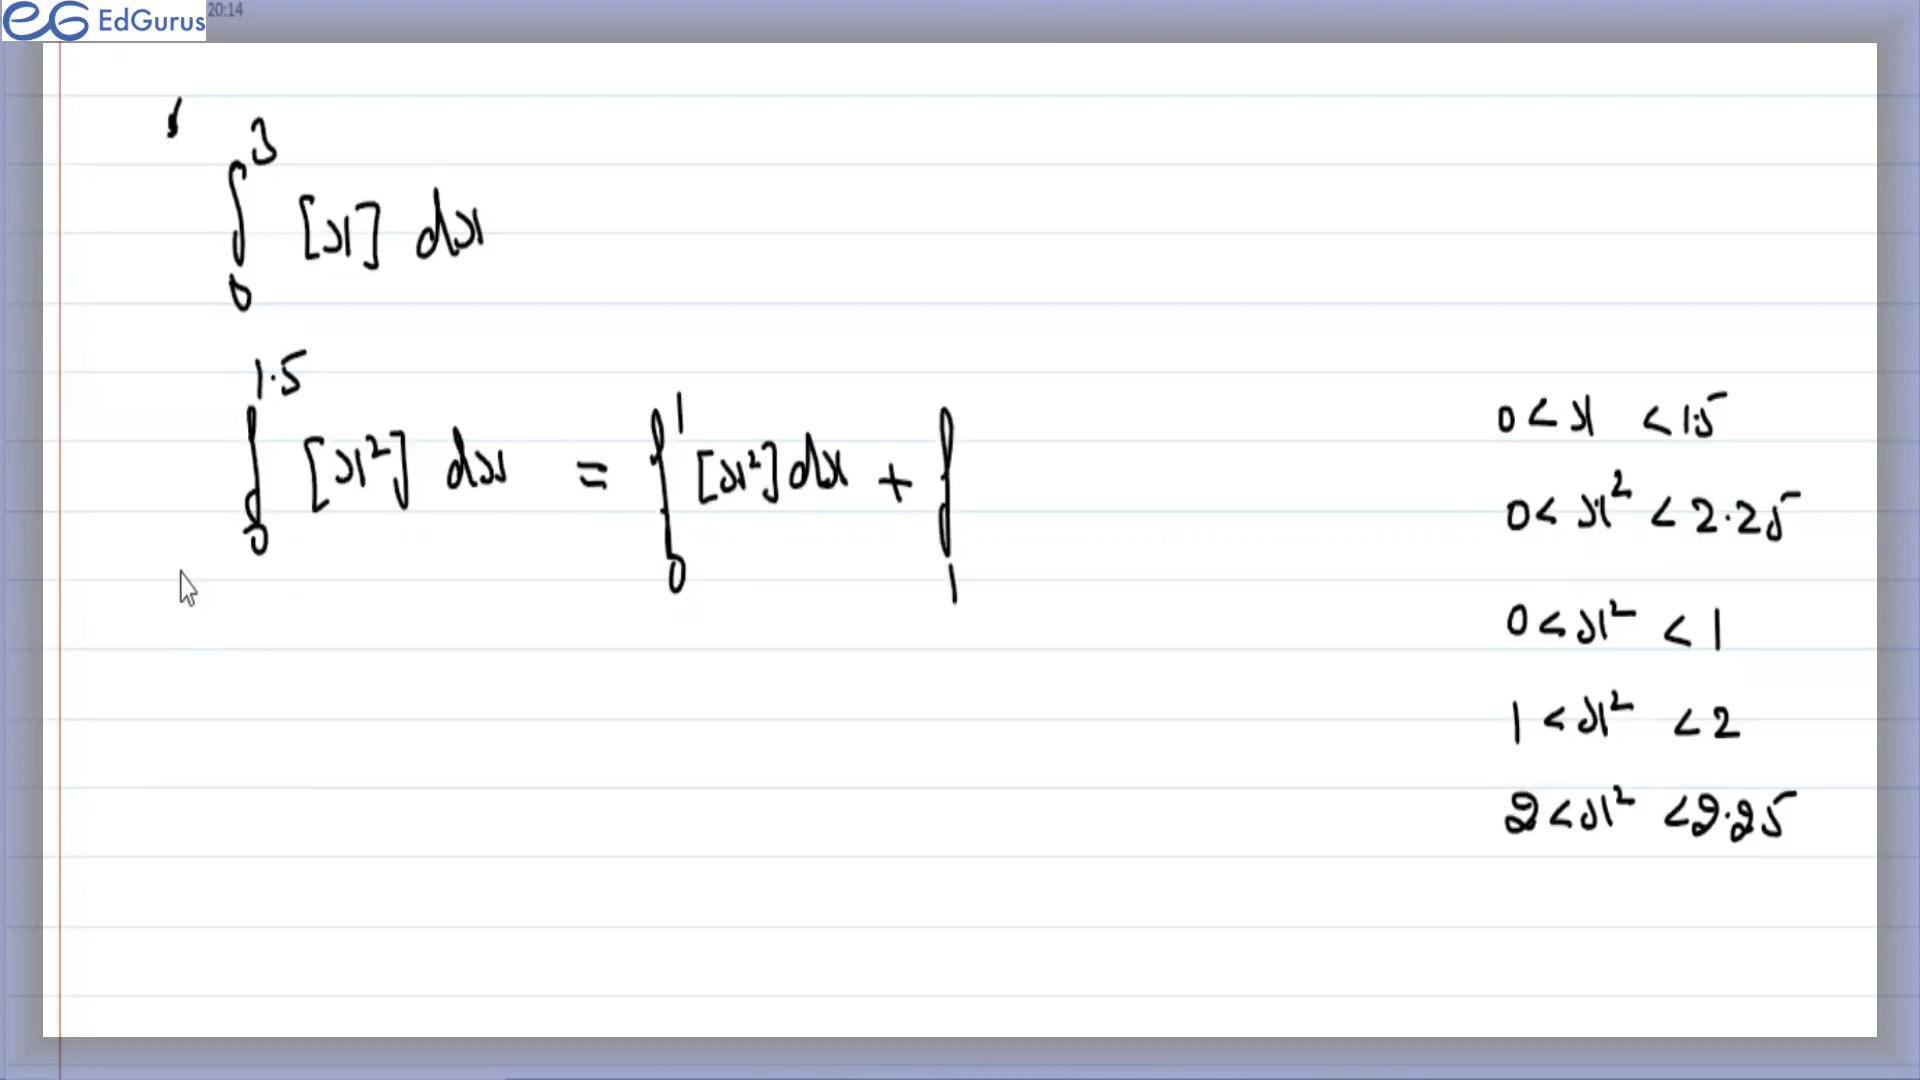 EdGurus
20:14
∫₀³ [x] dx
∫₀^1.5 [x²] dx = ∫₀¹ [x²] dx + ∫₁
0 < x < 1.5
0 < x² < 2.25
0 < x² < 1
1 < x² < 2
2 < x² < 2.25